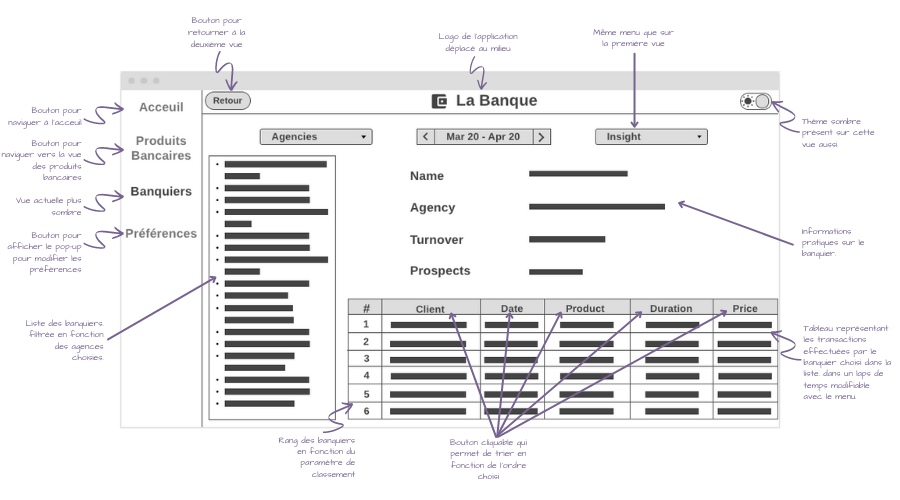 Bouton pour
retourner à la
deuxième vue
Logo de l'application
déplacé au milieu
Même menu que sur
la première vue
Retour
La Banque
Bouton pour
naviguer à l'acceuil
Acceuil
Thème sombre
présent sur cette
vue aussi
Agencies
Mar 20 - Apr 20
Insight
Bouton pour
naviguer vers la vue
des produits
bancaires
Produits
Bancaires
Name
Vue actuelle plus
sombre
Banquiers
Agency
Bouton pour
afficher le pop-up
pour modifier les
préférences
Préférences
Turnover
Informations
pratiques sur le
banquier.
Prospects
Liste des banquiers
filtrée en fonction
des agences
choisies.
# Client Date Product Duration Price
1
2
3
4
5
6
Tableau représentant
les transactions
effectuées par le
banquier choisi dans la
liste. dans un laps de
temps modifiable
avec le menu
Rang des banquiers
en fonction du
paramètre de
classement
Bouton cliquable qui
permet de trier en
fonction de l'ordre
choisi